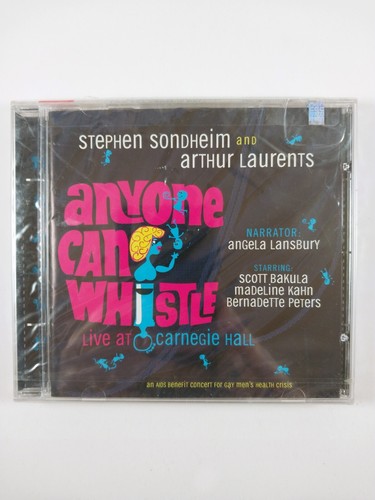 STEPHEN SONDHEIM and
ARTHUR LAURENTS
anyone
can
whistle
LIVE AT carnegie Hall
NARRATOR:
angela Lansbury
STARRING:
SCOTT BAKULA
madeline Kahn
BernaDeTTe PeTers
an AIDS Benefit concert for Gay men's Health crisis